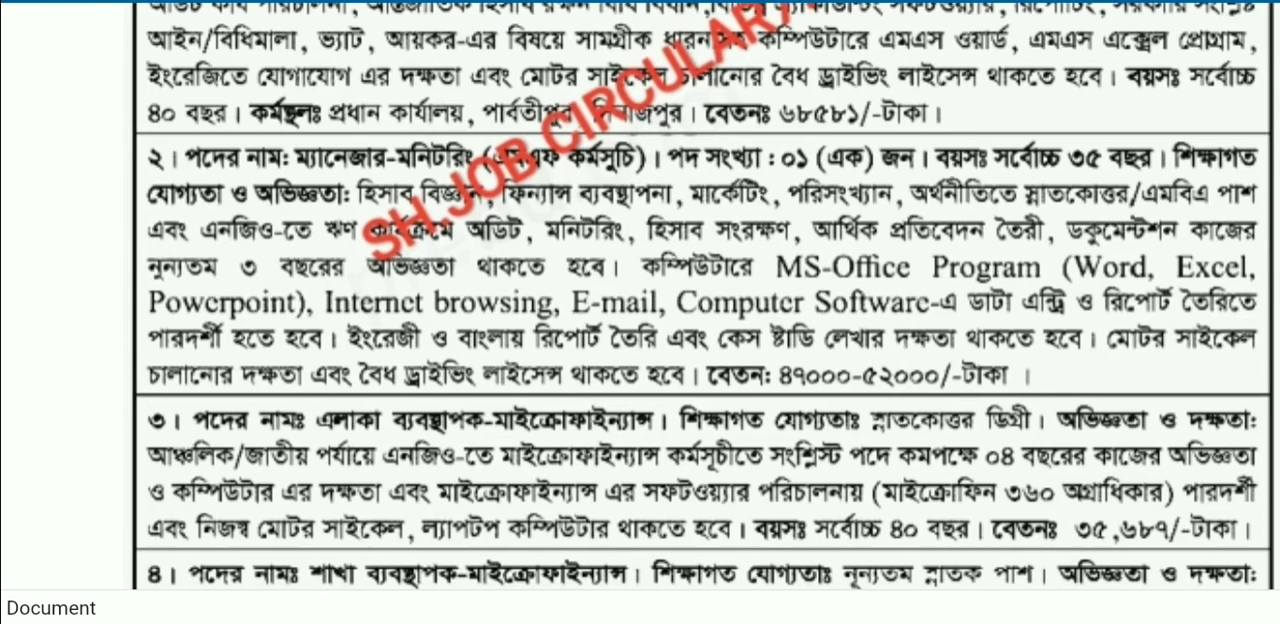 আইন/বিধিমালা, ভ্যাট, আয়কর-এর বিষয়ে সামগ্রীক ধারনাসহ কম্পিউটারে এমএস ওয়ার্ড, এমএস এক্সেল প্রোগ্রাম,
ইংরেজিতে যোগাযোগ এর দক্ষতা এবং মোটর সাইকেল চালানোর বৈধ ড্রাইভিং লাইসেন্স থাকতে হবে। বয়সঃ সর্বোচ্চ
৪০ বছর। কর্মস্থলঃ প্রধান কার্যালয়, পার্বতীপুর, দিনাজপুর। বেতনঃ ৬৮৫৮১/-টাকা।
২। পদের নাম: ম্যানেজার-মনিটরিং (এমএফ কর্মসুচি)। পদ সংখ্যা : ০১ (এক) জন। বয়সঃ সর্বোচ্চ ৩৫ বছর। শিক্ষাগত
যোগ্যতা ও অভিজ্ঞতা: হিসাব বিজ্ঞান, ফিন্যান্স ব্যবস্থাপনা, মার্কেটিং, পরিসংখ্যান, অর্থনীতিতে স্নাতকোত্তর/এমবিএ পাশ
এবং এনজিও-তে ঋণ কার্যক্রমে অডিট, মনিটরিং, হিসাব সংরক্ষণ, আর্থিক প্রতিবেদন তৈরী, ডকুমেন্টশন কাজের
নুন্যতম ৩ বছরের অভিজ্ঞতা থাকতে হবে। কম্পিউটারে MS-Office Program (Word, Excel,
Powerpoint), Internet browsing, E-mail, Computer Software-এ ডাটা এন্ট্রি ও রিপোর্ট তৈরিতে
পারদর্শী হতে হবে। ইংরেজী ও বাংলায় রিপোর্ট তৈরি এবং কেস ষ্টাডি লেখার দক্ষতা থাকতে হবে। মোটর সাইকেল
চালানোর দক্ষতা এবং বৈধ ড্রাইভিং লাইসেন্স থাকতে হবে। বেতন: ৪৭০০০-৫২০০০/-টাকা ।
৩। পদের নামঃ এলাকা ব্যবস্থাপক-মাইক্রোফাইন্যান্স। শিক্ষাগত যোগ্যতাঃ স্নাতকোত্তর ডিগ্রী। অভিজ্ঞতা ও দক্ষতা:
আঞ্চলিক/জাতীয় পর্যায়ে এনজিও-তে মাইক্রোফাইন্যান্স কর্মসূচীতে সংশ্লিস্ট পদে কমপক্ষে ০৪ বছরের কাজের অভিজ্ঞতা
ও কম্পিউটার এর দক্ষতা এবং মাইক্রোফাইন্যান্স এর সফটওয়্যার পরিচালনায় (মাইক্রোফিন ৩৬০ অগ্রাধিকার) পারদর্শী
এবং নিজস্ব মোটর সাইকেল, ল্যাপটপ কম্পিউটার থাকতে হবে। বয়সঃ সর্বোচ্চ ৪০ বছর। বেতনঃ ৩৫,৬৮৭/-টাকা।
৪। পদের নামঃ শাখা ব্যবস্থাপক-মাইক্রোফাইন্যান্স। শিক্ষাগত যোগ্যতাঃ নূন্যতম স্নাতক পাশ। অভিজ্ঞতা ও দক্ষতা:
SH.JOB CIRCULAR
Document